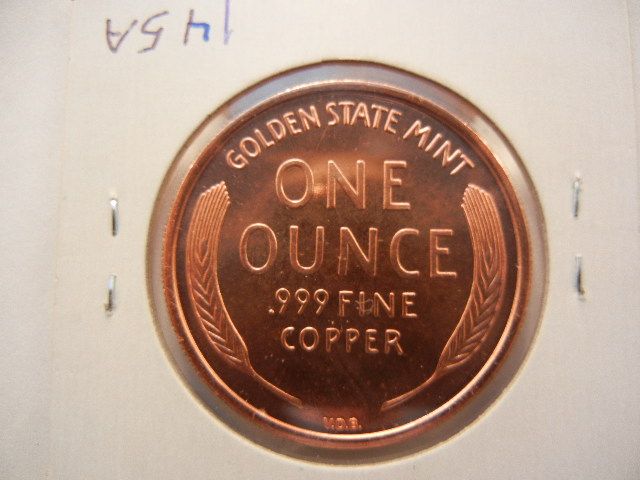 145A
GOLDEN STATE MINT
ONE
OUNCE
.999 FINE
COPPER
V.D.B.